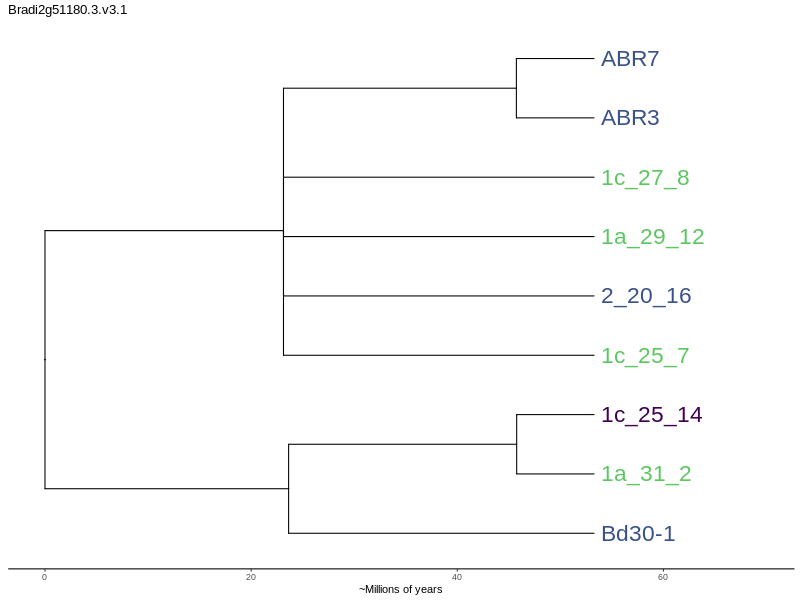 Bradi2g51180.3.v3.1
ABR7
ABR3
1c_27_8
1a_29_12
2_20_16
1c_25_7
1c_25_14
1a_31_2
Bd30-1
0 20 40 60
~Millions of years